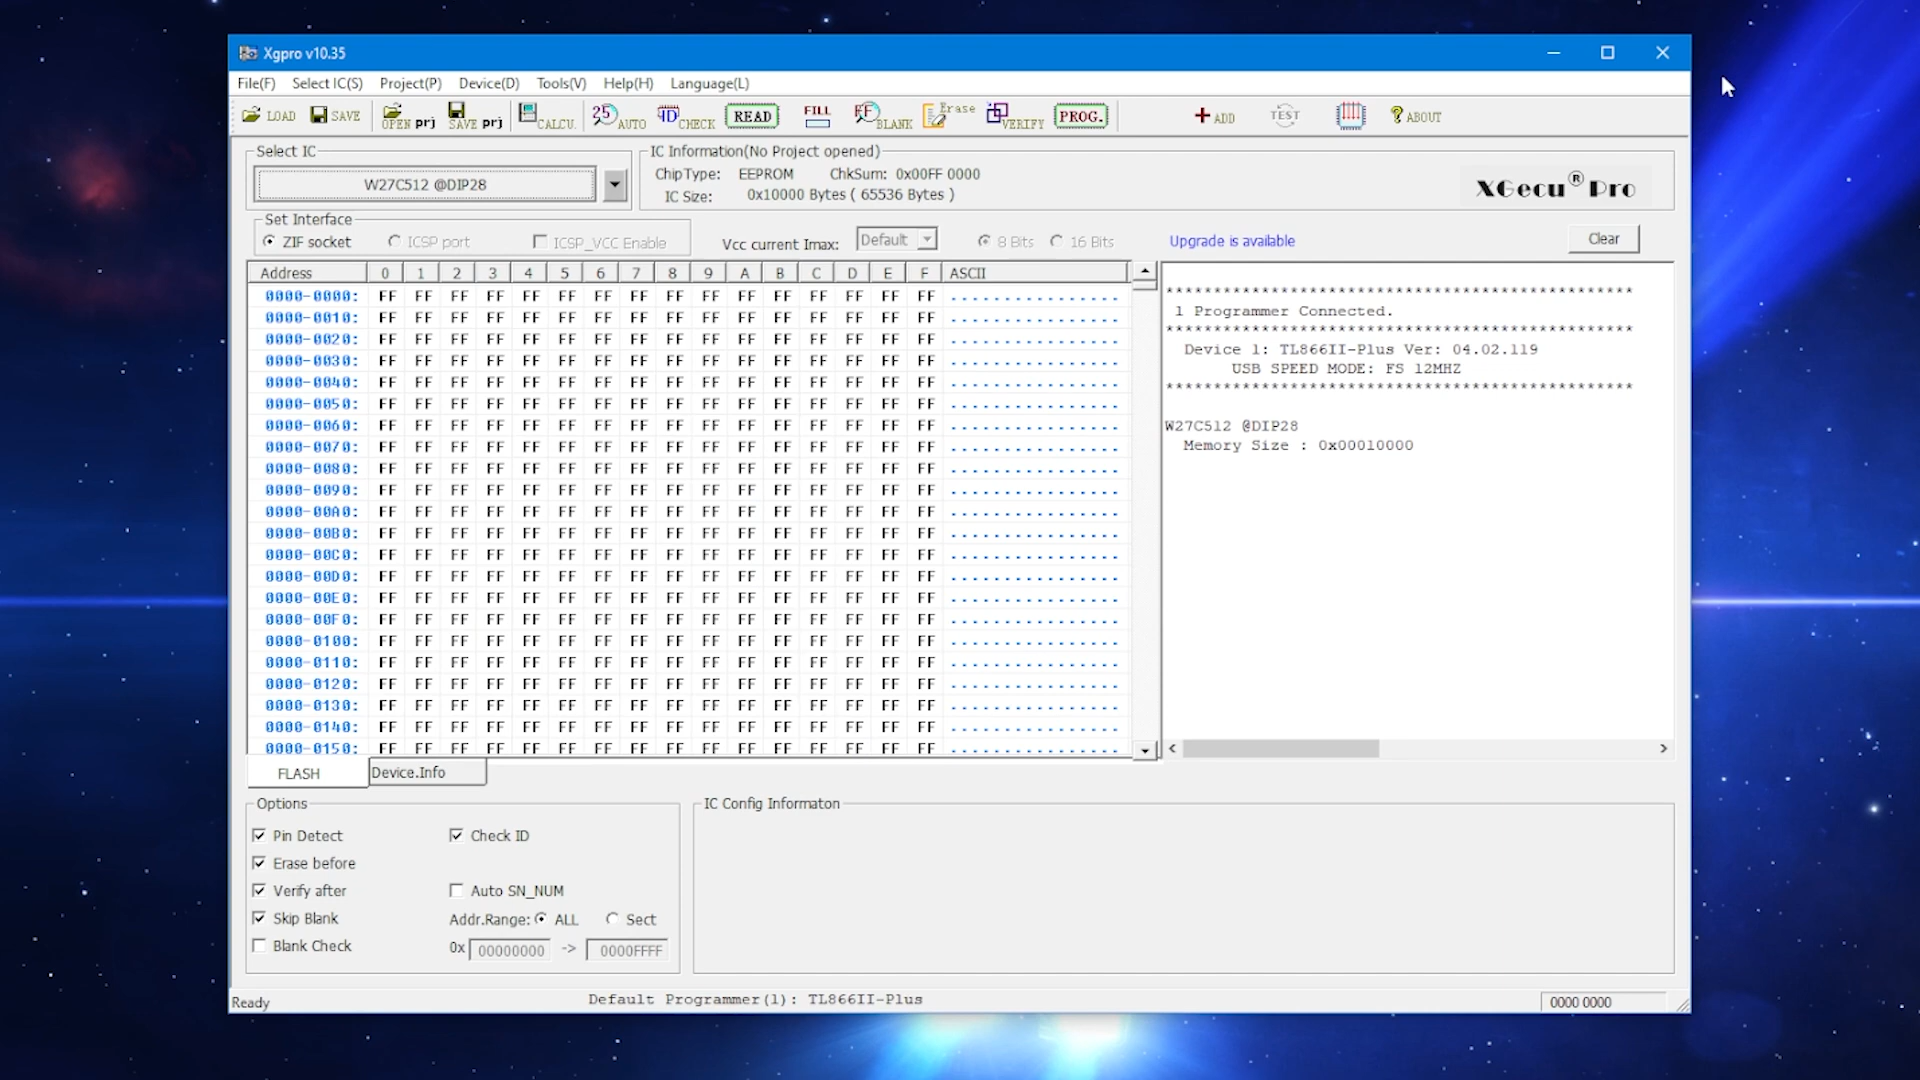 Xgpro v10.35
File(F) Select IC(S) Project(P) Device(D) Tools(V) Help(H) Language(L)
LOAD SAVE OPEN prj SAVE prj CALCU. 25 AUTO ID CHECK READ FILL FF BLANK Erase VERIFY PROG. ADD TEST ? ABOUT
Select IC
W27C512 @DIP28
IC Information(No Project opened)
ChipType: EEPROM ChkSum: 0x00FF 0000
IC Size: 0x10000 Bytes ( 65536 Bytes )
XGecu® Pro
Set Interface
ZIF socket ICSP port ICSP_VCC Enable
Vcc current Imax: Default 8 Bits 16 Bits
Upgrade is available
Clear
Address 0 1 2 3 4 5 6 7 8 9 A B C D E F ASCII
0000-0000: FF FF FF FF FF FF FF FF FF FF FF FF FF FF FF FF ................
0000-0010: FF FF FF FF FF FF FF FF FF FF FF FF FF FF FF FF ................
0000-0020: FF FF FF FF FF FF FF FF FF FF FF FF FF FF FF FF ................
0000-0030: FF FF FF FF FF FF FF FF FF FF FF FF FF FF FF FF ................
0000-0040: FF FF FF FF FF FF FF FF FF FF FF FF FF FF FF FF ................
0000-0050: FF FF FF FF FF FF FF FF FF FF FF FF FF FF FF FF ................
0000-0060: FF FF FF FF FF FF FF FF FF FF FF FF FF FF FF FF ................
0000-0070: FF FF FF FF FF FF FF FF FF FF FF FF FF FF FF FF ................
0000-0080: FF FF FF FF FF FF FF FF FF FF FF FF FF FF FF FF ................
0000-0090: FF FF FF FF FF FF FF FF FF FF FF FF FF FF FF FF ................
0000-00A0: FF FF FF FF FF FF FF FF FF FF FF FF FF FF FF FF ................
0000-00B0: FF FF FF FF FF FF FF FF FF FF FF FF FF FF FF FF ................
0000-00C0: FF FF FF FF FF FF FF FF FF FF FF FF FF FF FF FF ................
0000-00D0: FF FF FF FF FF FF FF FF FF FF FF FF FF FF FF FF ................
0000-00E0: FF FF FF FF FF FF FF FF FF FF FF FF FF FF FF FF ................
0000-00F0: FF FF FF FF FF FF FF FF FF FF FF FF FF FF FF FF ................
0000-0100: FF FF FF FF FF FF FF FF FF FF FF FF FF FF FF FF ................
0000-0110: FF FF FF FF FF FF FF FF FF FF FF FF FF FF FF FF ................
0000-0120: FF FF FF FF FF FF FF FF FF FF FF FF FF FF FF FF ................
0000-0130: FF FF FF FF FF FF FF FF FF FF FF FF FF FF FF FF ................
0000-0140: FF FF FF FF FF FF FF FF FF FF FF FF FF FF FF FF ................
0000-0150: FF FF FF FF FF FF FF FF FF FF FF FF FF FF FF FF ................
*************************************************
1 Programmer Connected.
*************************************************
Device 1: TL866II-Plus Ver: 04.02.119
USB SPEED MODE: FS 12MHZ
*************************************************
W27C512 @DIP28
Memory Size : 0x00010000
FLASH Device.Info
Options
Pin Detect Check ID
Erase before
Verify after Auto SN_NUM
Skip Blank Addr.Range: ALL Sect
Blank Check 0x 00000000 -> 0000FFFF
IC Config Informaton
Ready Default Programmer(1): TL866II-Plus 0000 0000